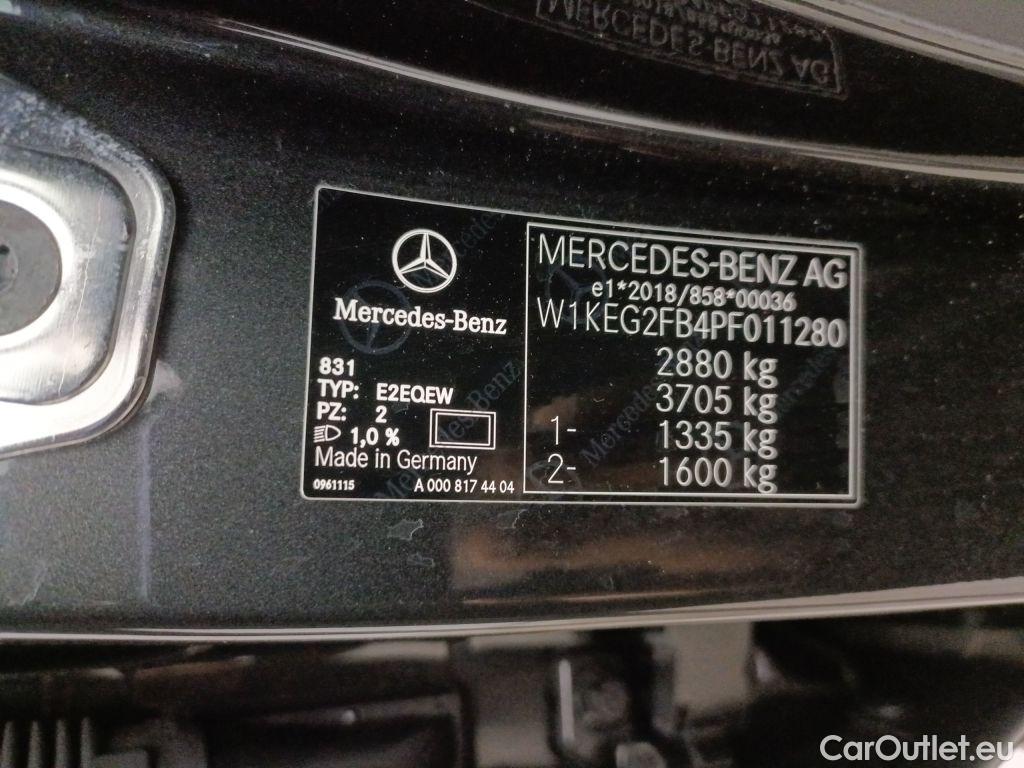 MERCEDES-BENZ AG
Mercedes-Benz
831
TYP: E2EQEW
PZ: 2
1,0 %
Made in Germany
0961115 A 000 817 44 04
MERCEDES-BENZ AG
e1*2018/858*00036
W1KEG2FB4PF011280
2880 kg
3705 kg
1- 1335 kg
2- 1600 kg
CarOutlet.eu